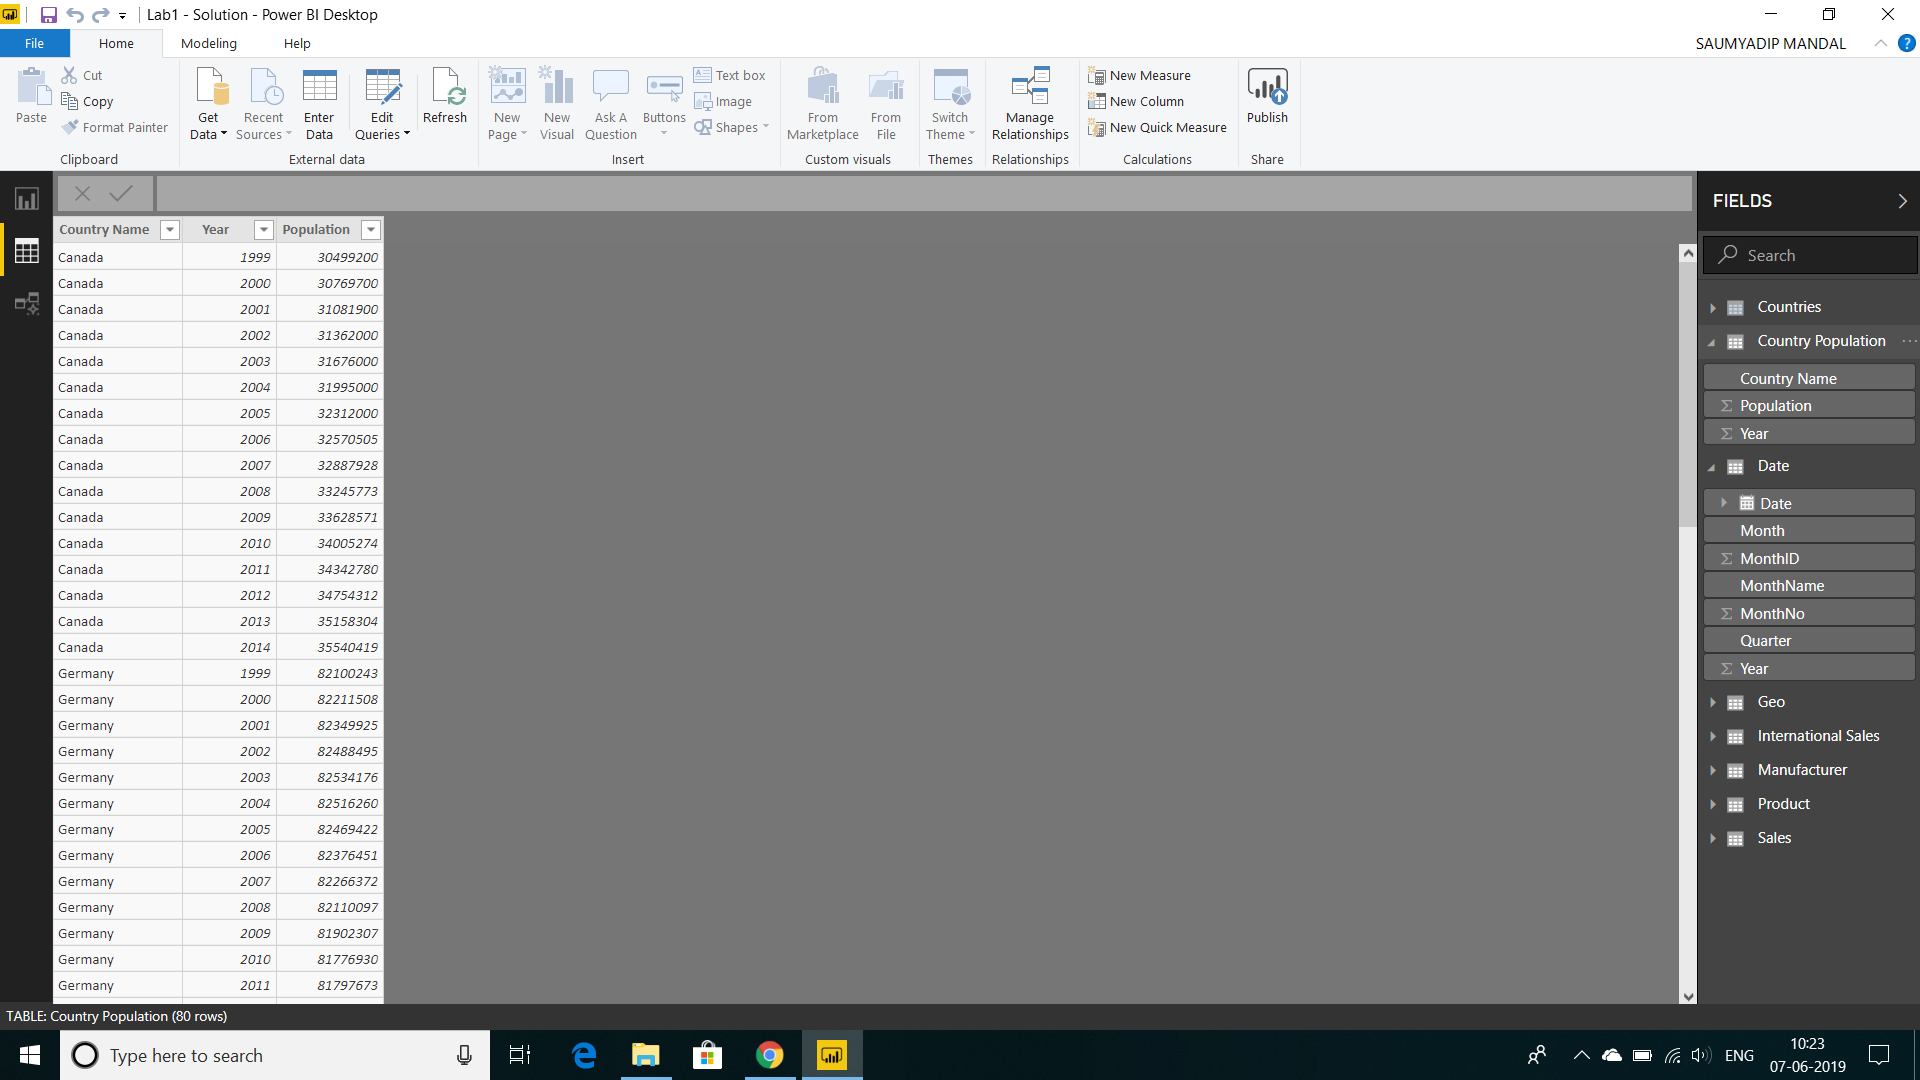 Lab1 - Solution - Power BI Desktop
File Home Modeling Help SAUMYADIP MANDAL ?
Paste
Cut
Copy
Format Painter
Clipboard
Get Data
Recent Sources
Enter Data
Edit Queries
Refresh
External data
New Page
New Visual
Ask A Question
Buttons
Text box
Image
Shapes
Insert
From Marketplace
From File
Custom visuals
Switch Theme
Themes
Manage Relationships
Relationships
New Measure
New Column
New Quick Measure
Calculations
Publish
Share
Country Name Year Population
Canada 1999 30499200
Canada 2000 30769700
Canada 2001 31081900
Canada 2002 31362000
Canada 2003 31676000
Canada 2004 31995000
Canada 2005 32312000
Canada 2006 32570505
Canada 2007 32887928
Canada 2008 33245773
Canada 2009 33628571
Canada 2010 34005274
Canada 2011 34342780
Canada 2012 34754312
Canada 2013 35158304
Canada 2014 35540419
Germany 1999 82100243
Germany 2000 82211508
Germany 2001 82349925
Germany 2002 82488495
Germany 2003 82534176
Germany 2004 82516260
Germany 2005 82469422
Germany 2006 82376451
Germany 2007 82266372
Germany 2008 82110097
Germany 2009 81902307
Germany 2010 81776930
Germany 2011 81797673
FIELDS
Search
Countries
Country Population ...
Country Name
Σ Population
Σ Year
Date
Date
Month
Σ MonthID
MonthName
Σ MonthNo
Quarter
Σ Year
Geo
International Sales
Manufacturer
Product
Sales
TABLE: Country Population (80 rows)
Type here to search
ENG
10:23
07-06-2019